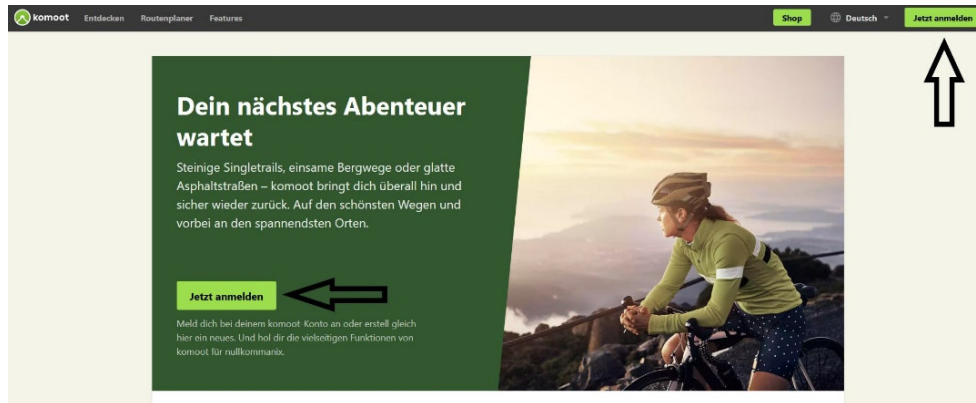 komoot Entdecken Routenplaner Features Shop Deutsch Jetzt anmelden
Dein nächstes Abenteuer
wartet
Steinige Singletrails, einsame Bergwege oder glatte
Asphaltstraßen – komoot bringt dich überall hin und
sicher wieder zurück. Auf den schönsten Wegen und
vorbei an den spannendsten Orten.
Jetzt anmelden
Meld dich bei deinem komoot-Konto an oder erstell gleich
hier ein neues. Und hol dir die vielseitigen Funktionen von
komoot für nullkommanix.